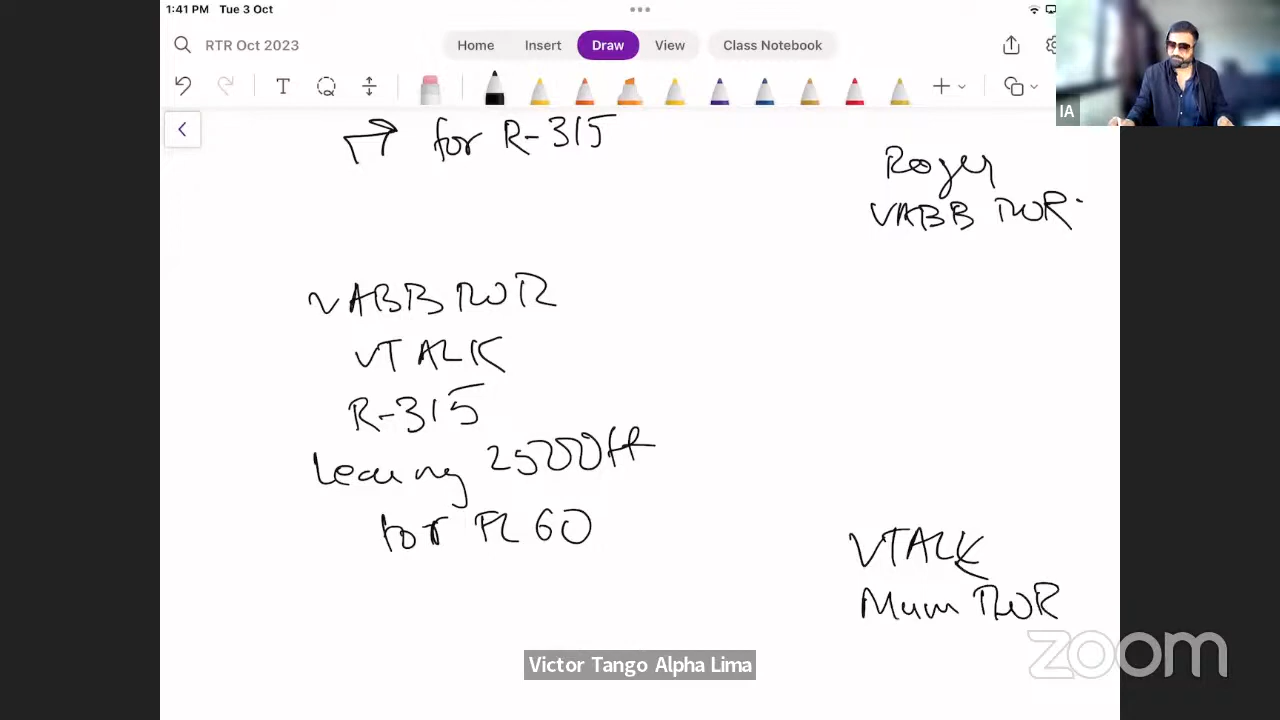 1:41 PM Tue 3 Oct
RTR Oct 2023
Home Insert Draw View Class Notebook
T
IA
for R-315
Roger
VABB TWR
VABB TWR
VTALK
R-315
Leaving 2500ft
for FL 60
VTALK
Mum TWR
zoom
Victor Tango Alpha Lima